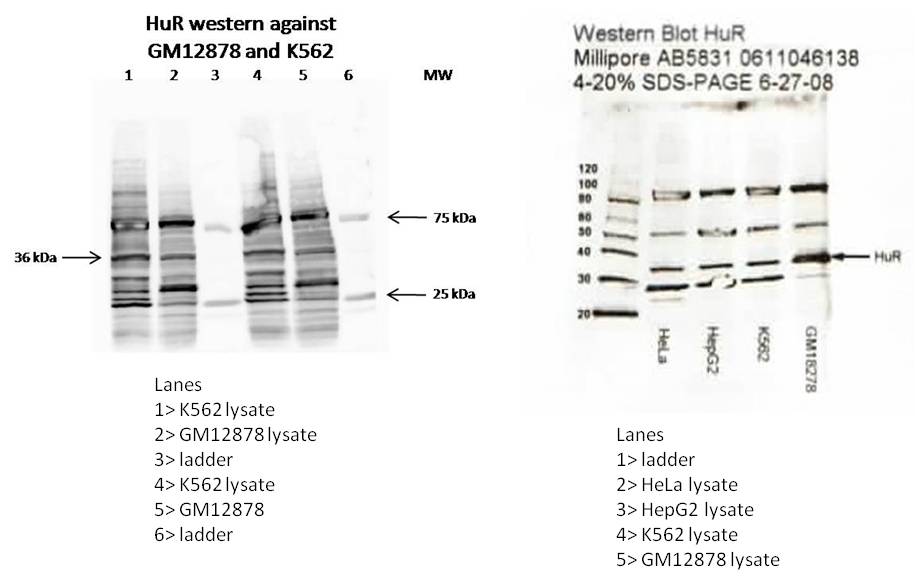 HuR western against
GM12878 and K562
1 2 3 4 5 6 MW
75 kDa
36 kDa
25 kDa
Lanes
1> K562 lysate
2> GM12878 lysate
3> ladder
4> K562 lysate
5> GM12878
6> ladder
Western Blot HuR
Millipore AB5831 0611046138
4-20% SDS-PAGE 6-27-08
120
100
80
60
50
40
HuR
30
20
HeLa HepG2 K562 GM18278
Lanes
1> ladder
2> HeLa lysate
3> HepG2 lysate
4> K562 lysate
5> GM12878 lysate